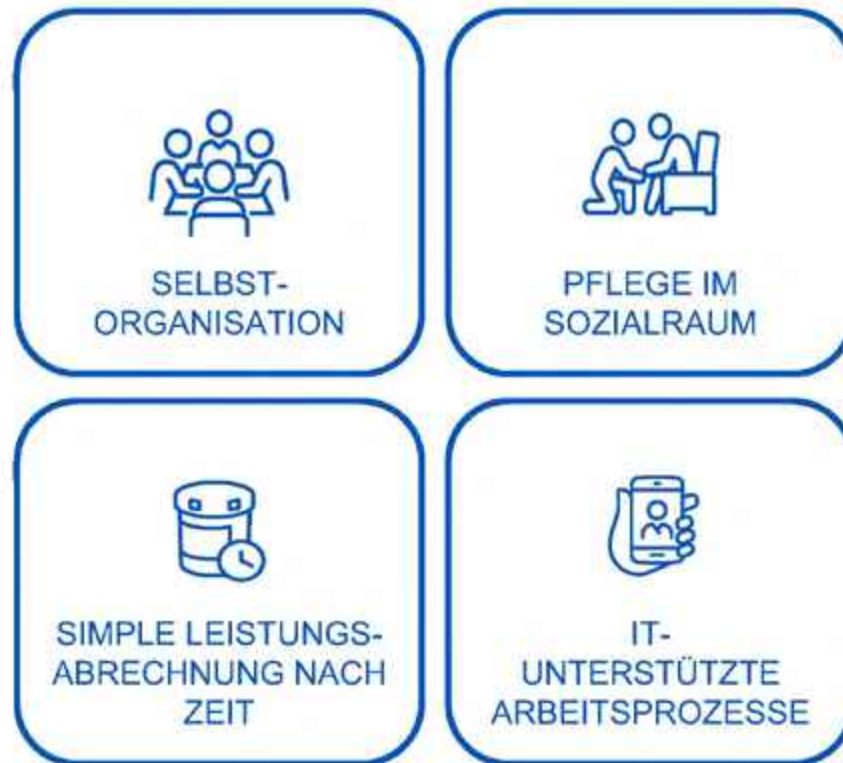 SELBST-
ORGANISATION
PFLEGE IM
SOZIALRAUM
SIMPLE LEISTUNGS-
ABRECHNUNG NACH
ZEIT
IT-
UNTERSTÜTZTE
ARBEITSPROZESSE